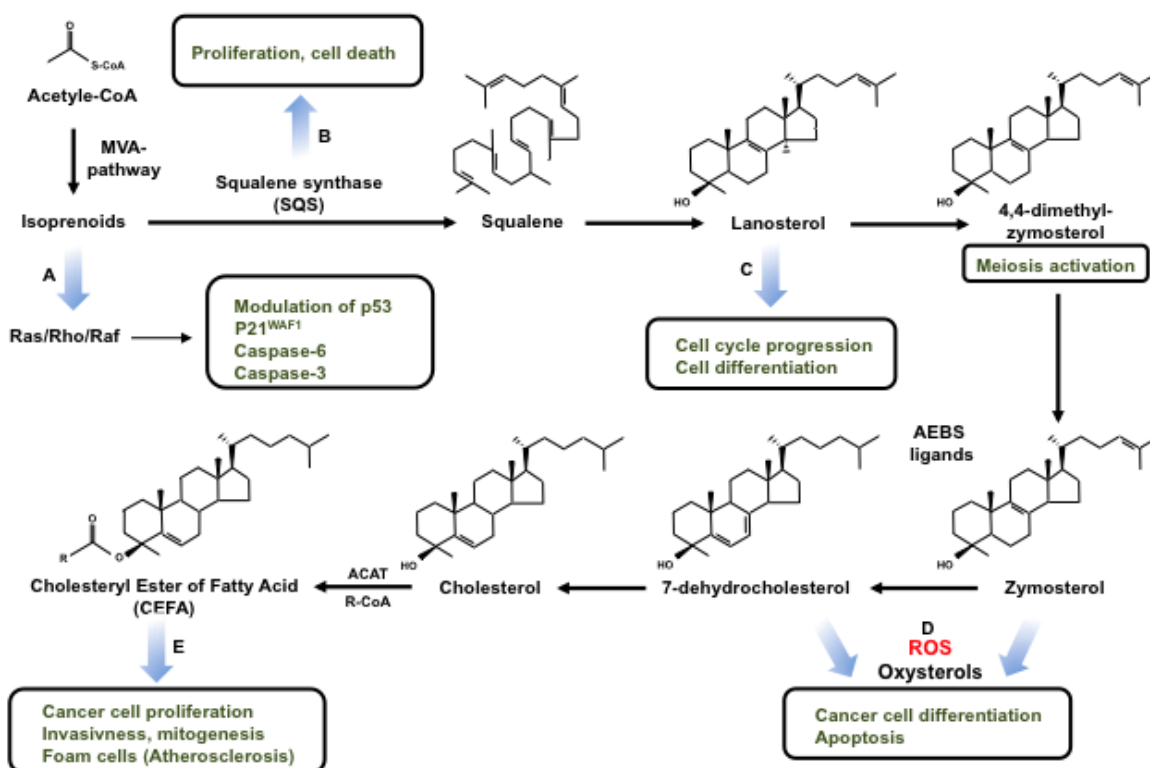 O
S-CoA
Acetyle-CoA
Proliferation, cell death
B
MVA-
pathway
Squalene synthase
(SQS)
Isoprenoids
Squalene
HO
Lanosterol
HO
4,4-dimethyl-
zymosterol
Meiosis activation
A
C
Ras/Rho/Raf
Modulation of p53
P21WAF1
Caspase-6
Caspase-3
Cell cycle progression
Cell differentiation
AEBS
ligands
O
R
O
HO
HO
HO
Cholesteryl Ester of Fatty Acid
(CEFA)
ACAT
R-CoA
Cholesterol
7-dehydrocholesterol
Zymosterol
E
D
ROS
Oxysterols
Cancer cell proliferation
Invasivness, mitogenesis
Foam cells (Atherosclerosis)
Cancer cell differentiation
Apoptosis